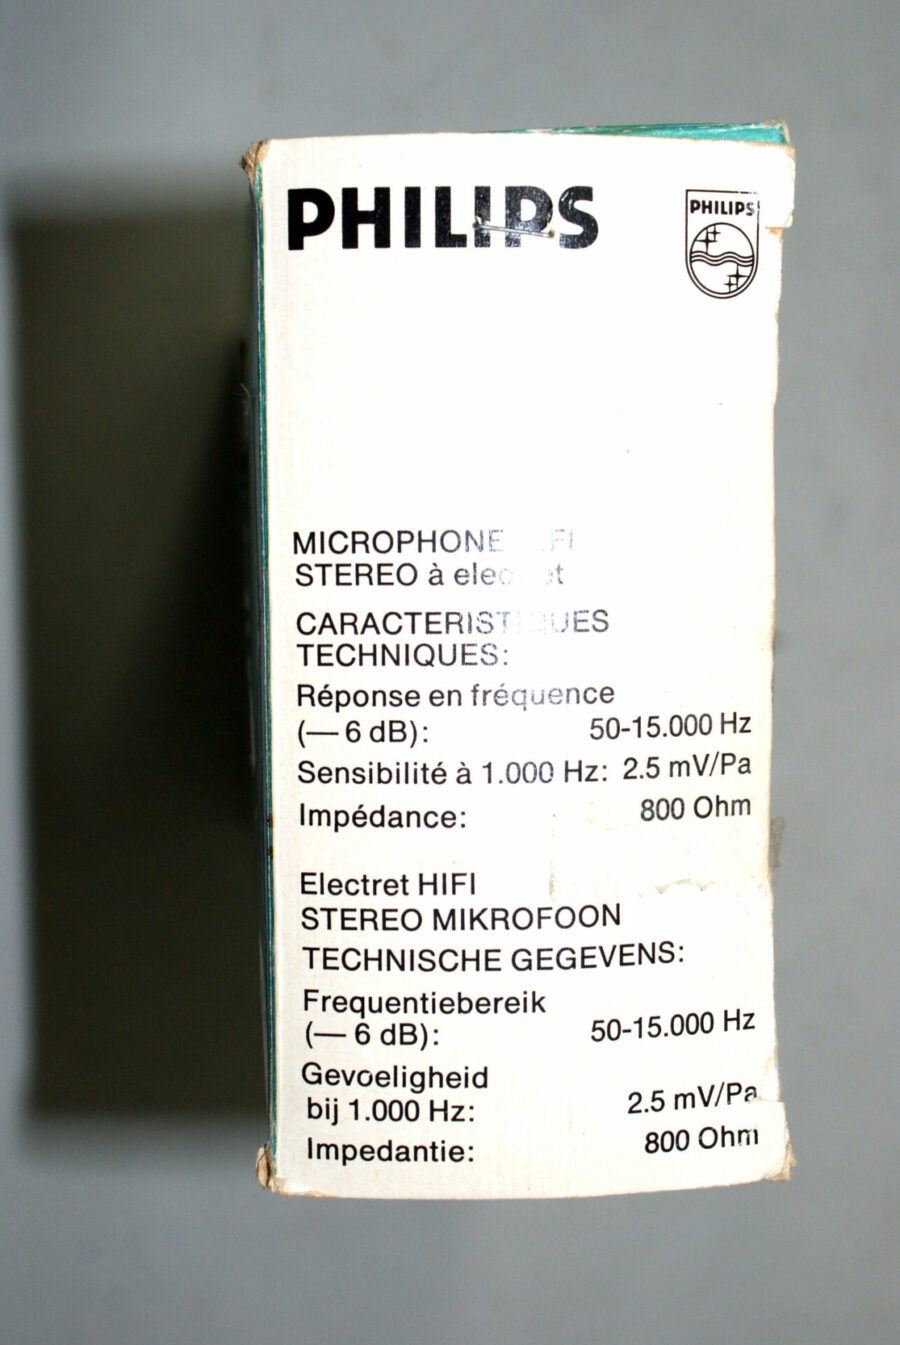 PHILIPS
PHILIPS
MICROPHONE
STEREO à electret
CARACTERISTIQUES
TECHNIQUES:
Réponse en fréquence
(— 6 dB): 50-15.000 Hz
Sensibilité à 1.000 Hz: 2.5 mV/Pa
Impédance: 800 Ohm
Electret HIFI
STEREO MIKROFOON
TECHNISCHE GEGEVENS:
Frequentiebereik
(— 6 dB): 50-15.000 Hz
Gevoeligheid
bij 1.000 Hz: 2.5 mV/Pa
Impedantie: 800 Ohm